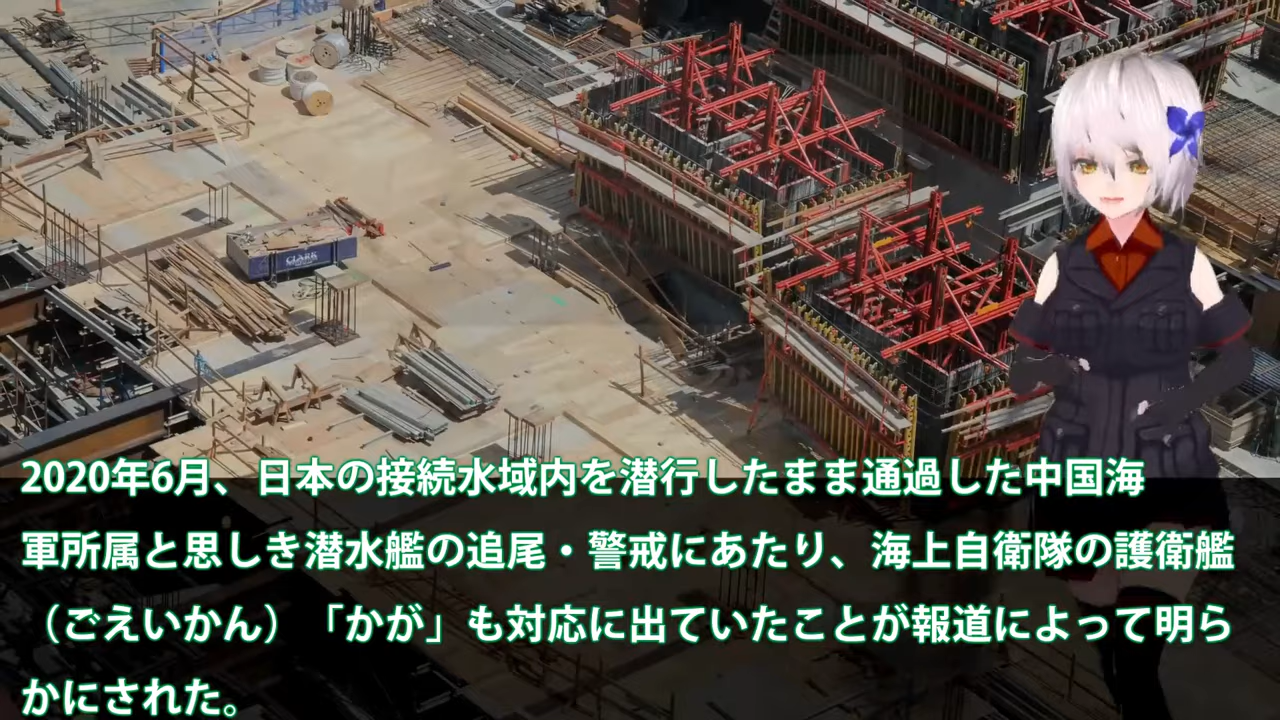 CLARK
2020年6月、日本の接続水域内を潜行したまま通過した中国海
軍所属と思しき潜水艦の追尾・警戒にあたり、海上自衛隊の護衛艦
（ごえいかん）「かが」も対応に出ていたことが報道によって明ら
かにされた。